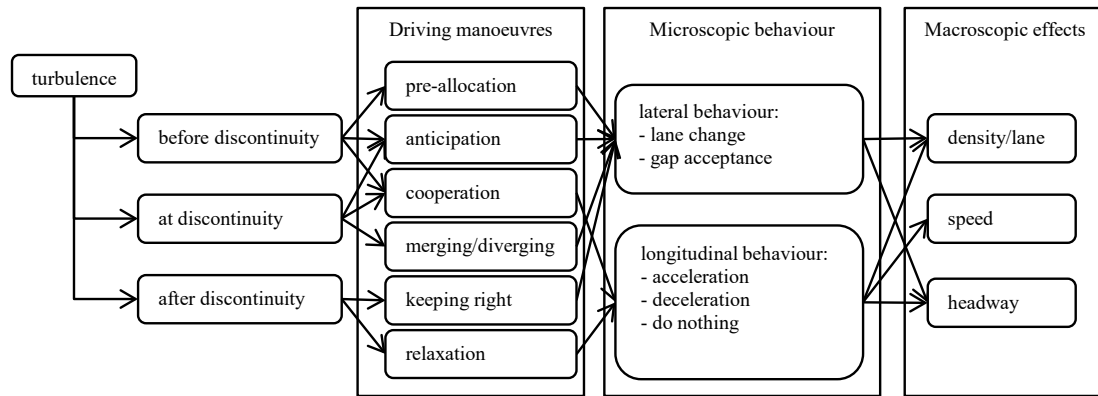 Driving manoeuvres
Microscopic behaviour
Macroscopic effects
turbulence
before discontinuity
at discontinuity
after discontinuity
pre-allocation
anticipation
cooperation
merging/diverging
keeping right
relaxation
lateral behaviour:
- lane change
- gap acceptance
longitudinal behaviour:
- acceleration
- deceleration
- do nothing
density/lane
speed
headway